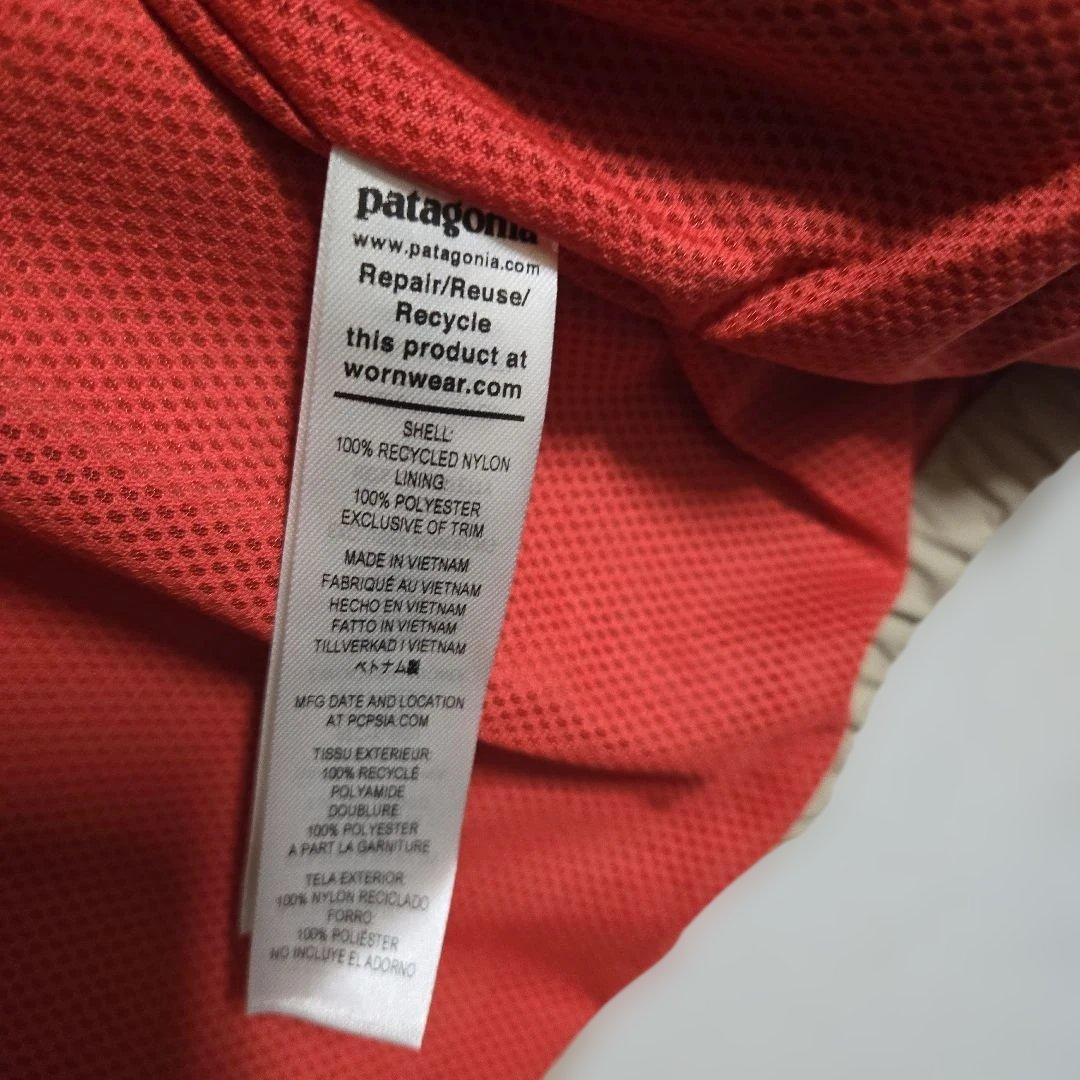 patagonia
www.patagonia.com
Repair/Reuse/
Recycle
this product at
wornwear.com
SHELL:
100% RECYCLED NYLON
LINING:
100% POLYESTER
EXCLUSIVE OF TRIM
MADE IN VIETNAM
FABRIQUÉ AU VIETNAM
HECHO EN VIETNAM
FATTO IN VIETNAM
TILLVERKAD I VIETNAM
ベトナム製
MFG DATE AND LOCATION
AT PCPSIA.COM
TISSU EXTERIEUR:
100% RECYCLÉ
POLYAMIDE
DOUBLURE:
100% POLYESTER
A PART LA GARNITURE
TELA EXTERIOR:
100% NYLON RECICLADO
FORRO:
100% POLIÉSTER
NO INCLUYE EL ADORNO